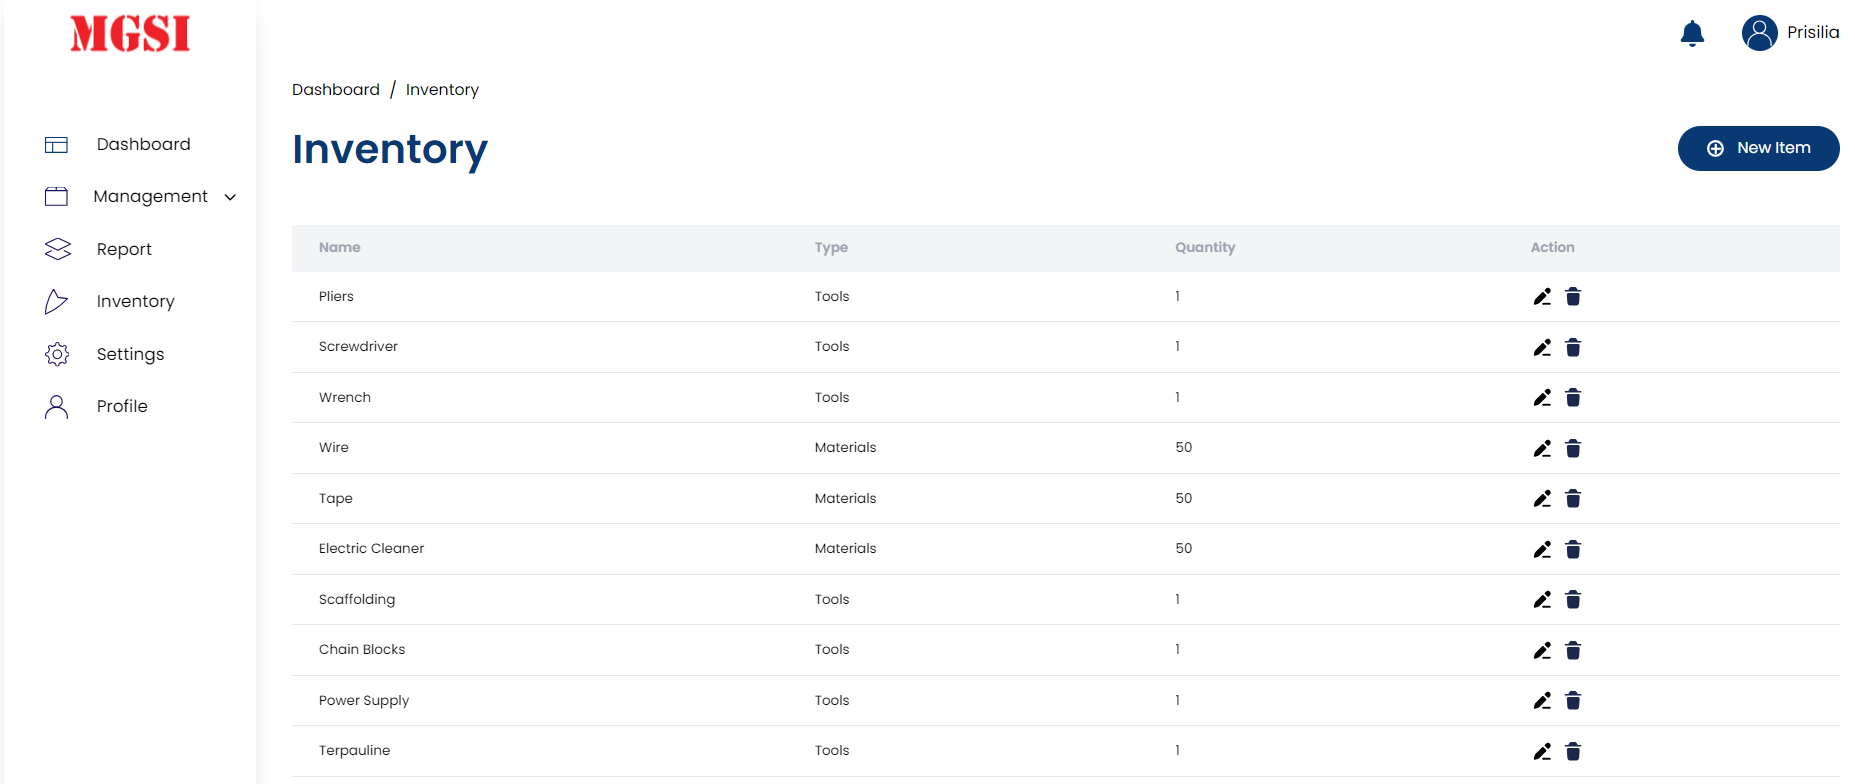 MGSI
Prisilia
Dashboard / Inventory
Dashboard
Management
Report
Inventory
Settings
Profile
Inventory
New Item
Name Type Quantity Action
Pliers Tools 1
Screwdriver Tools 1
Wrench Tools 1
Wire Materials 50
Tape Materials 50
Electric Cleaner Materials 50
Scaffolding Tools 1
Chain Blocks Tools 1
Power Supply Tools 1
Terpauline Tools 1